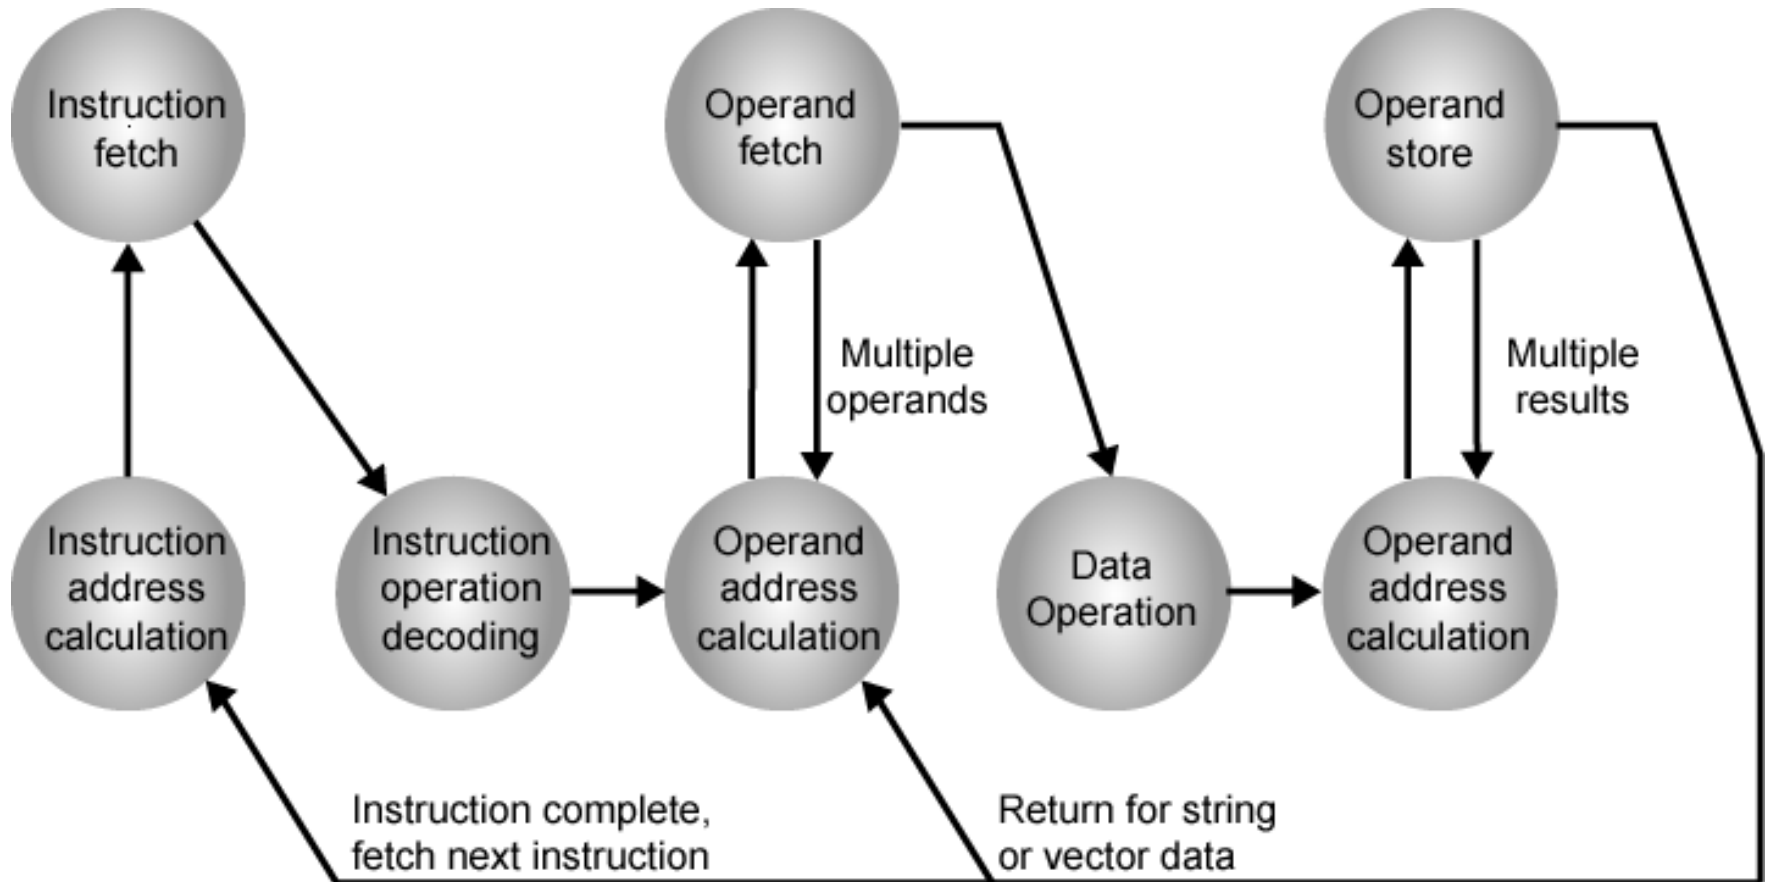 Instruction
fetch
Operand
fetch
Operand
store
Multiple
operands
Multiple
results
Instruction
address
calculation
Instruction
operation
decoding
Operand
address
calculation
Data
Operation
Operand
address
calculation
Instruction complete,
fetch next instruction
Return for string
or vector data